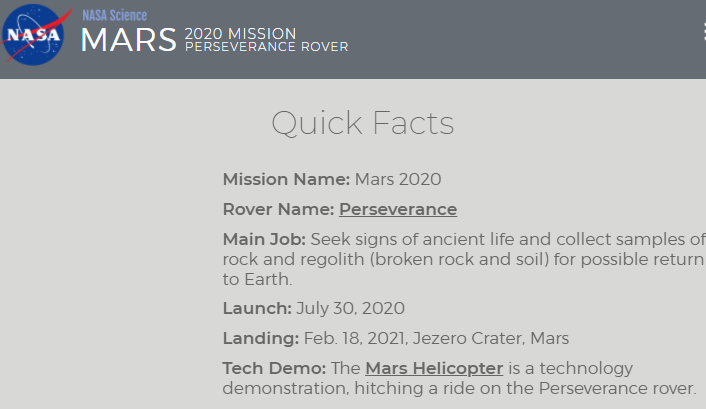 NASA
NASA Science
MARS 2020 MISSION
PERSEVERANCE ROVER
Quick Facts
Mission Name: Mars 2020
Rover Name: Perseverance
Main Job: Seek signs of ancient life and collect samples of
rock and regolith (broken rock and soil) for possible return
to Earth.
Launch: July 30, 2020
Landing: Feb. 18, 2021, Jezero Crater, Mars
Tech Demo: The Mars Helicopter is a technology
demonstration, hitching a ride on the Perseverance rover.